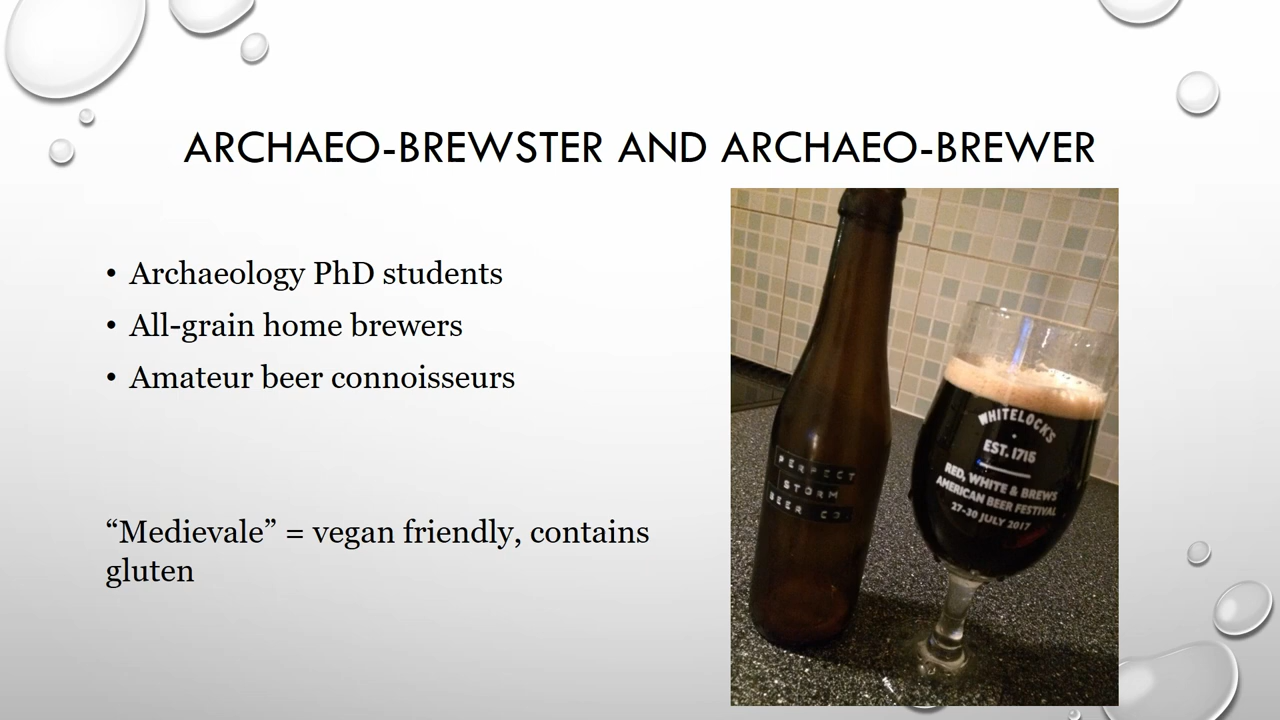 ARCHAEO-BREWSTER AND ARCHAEO-BREWER
• Archaeology PhD students
• All-grain home brewers
• Amateur beer connoisseurs
“Medievale” = vegan friendly, contains
gluten
PERFECT
STORM
BEER CO.
WHITELOCK'S
EST. 1715
RED, WHITE & BREWS
AMERICAN BEER FESTIVAL
27-30 JULY 2017